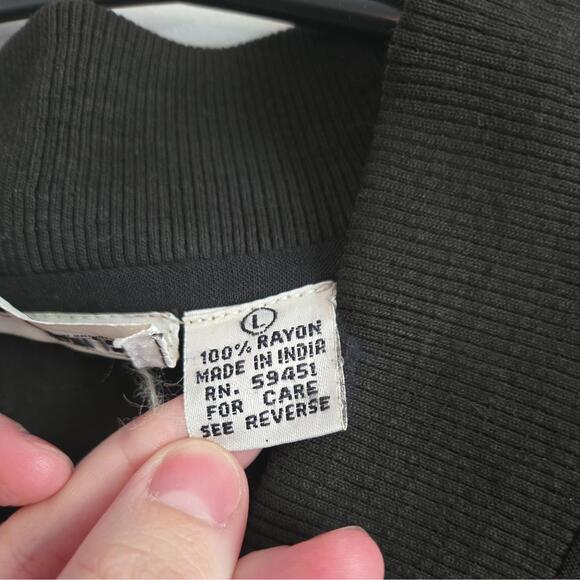 L
100% RAYON
MADE IN INDIA
RN. 59451
FOR CARE
SEE REVERSE